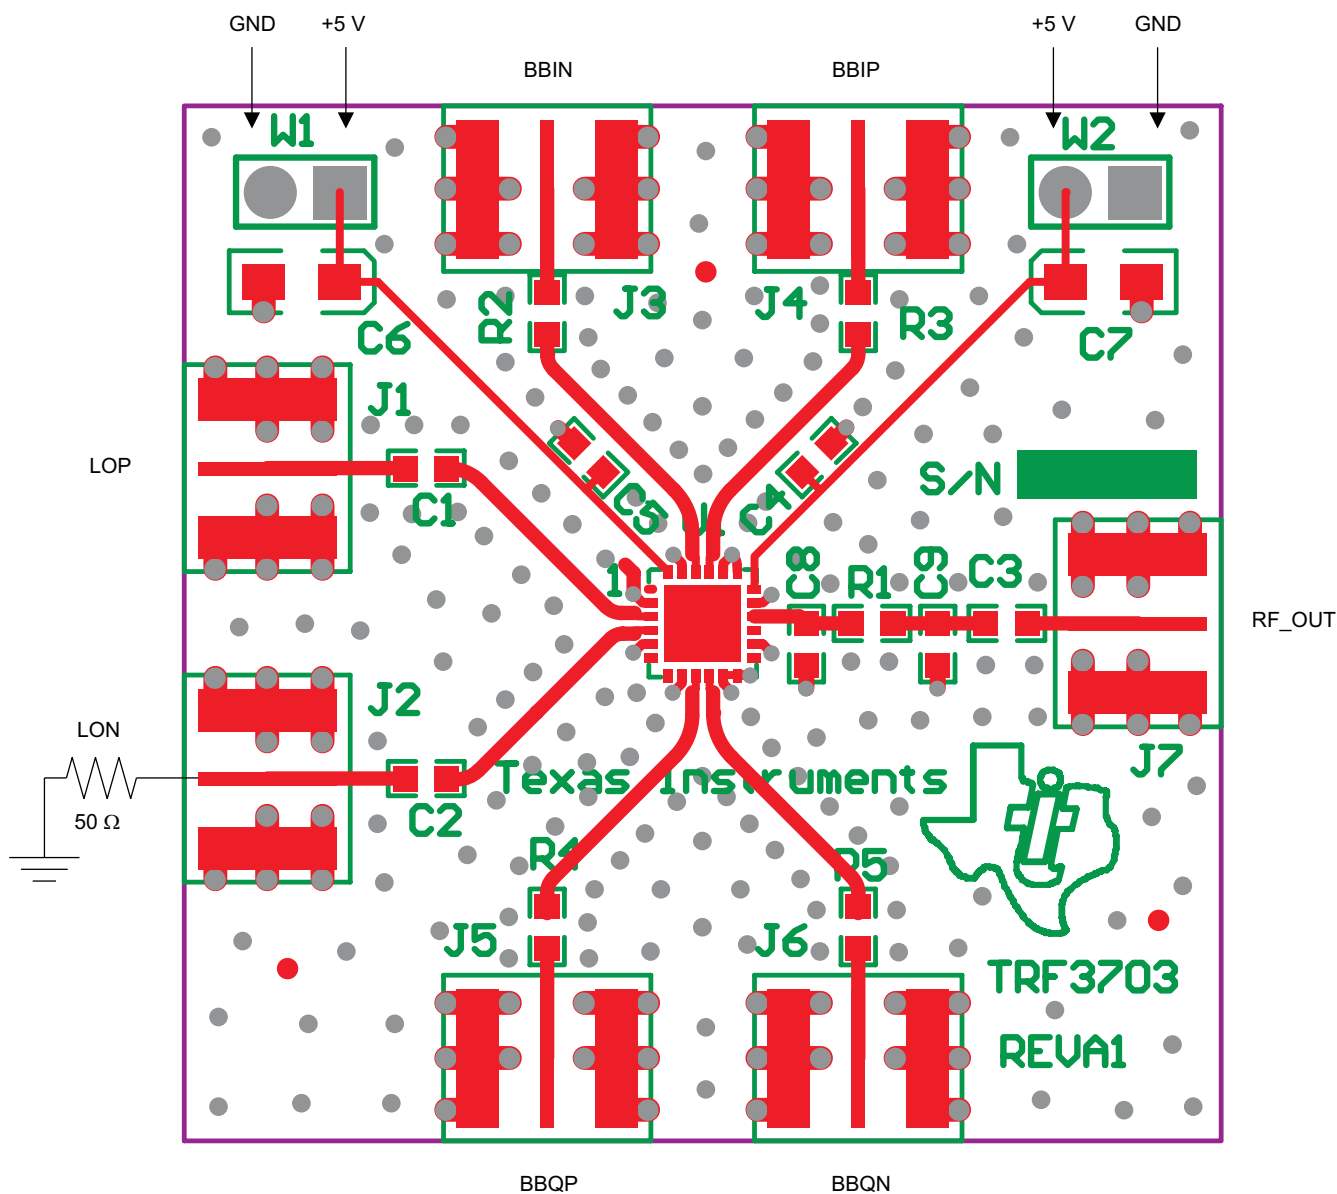 GND
+5 V
+5 V
GND
BBIN
BBIP
W1
W2
R2
J3
J4
R3
C6
C7
J1
LOP
C1
C5
U1
C4
S/N
1
C8
R1
C9
C3
RF_OUT
J2
LON
50 Ω
C2
Texas Instruments
J7
R4
R5
J5
J6
TRF3703
REVA1
BBQP
BBQN